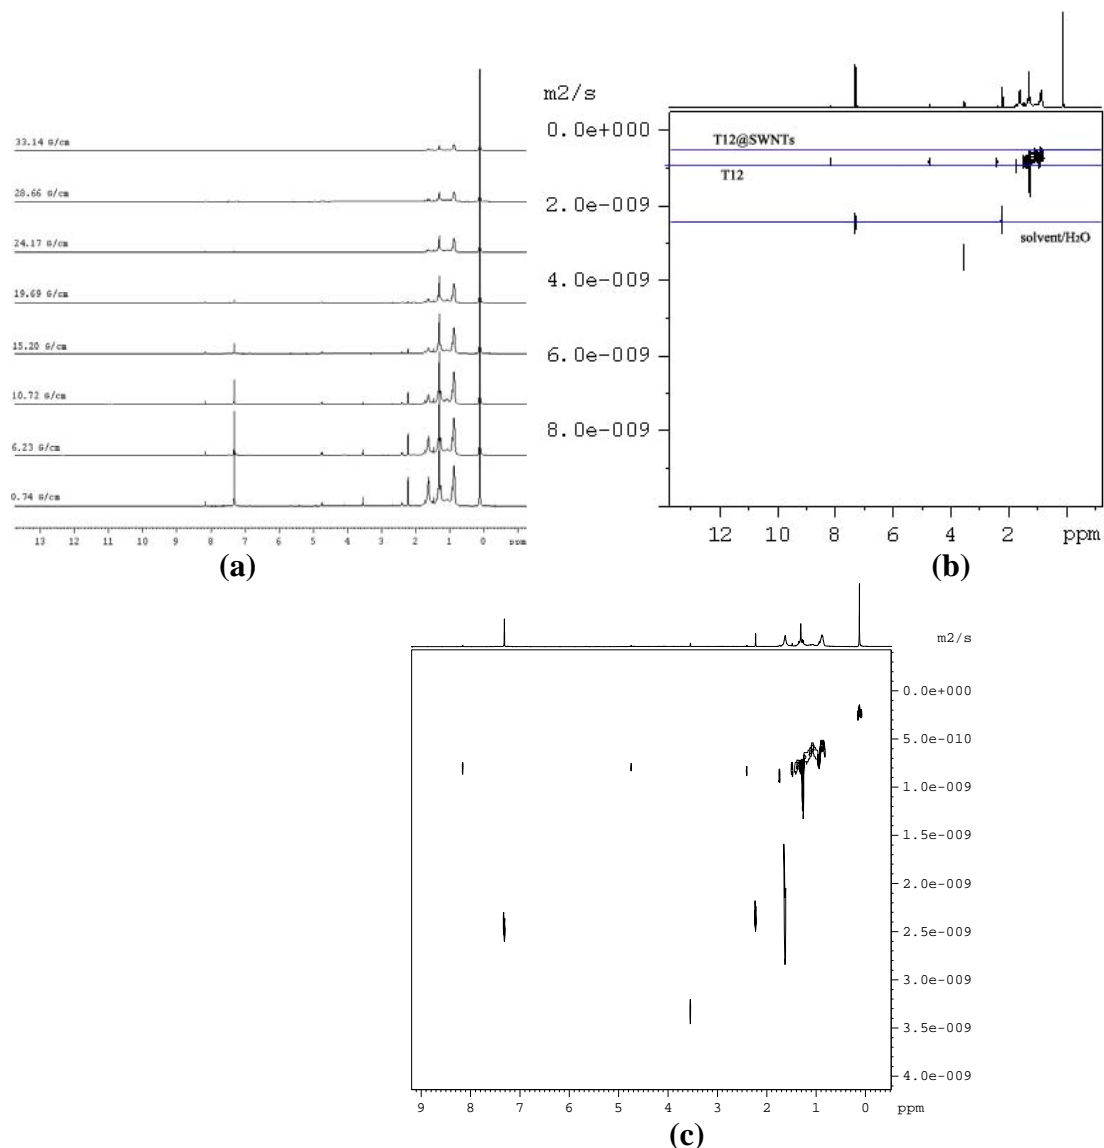 33.14 G/cm
28.66 G/cm
24.17 G/cm
19.69 G/cm
15.20 G/cm
10.72 G/cm
6.23 G/cm
0.74 G/cm
13 12 11 10 9 8 7 6 5 4 3 2 1 0 ppm
(a)
m2/s
0.0e+000
2.0e-009
4.0e-009
6.0e-009
8.0e-009
T12@SWNTs
T12
solvent/H2O
12 10 8 6 4 2 ppm
(b)
m2/s
0.0e+000
5.0e-010
1.0e-009
1.5e-009
2.0e-009
2.5e-009
3.0e-009
3.5e-009
4.0e-009
9 8 7 6 5 4 3 2 1 0 ppm
(c)